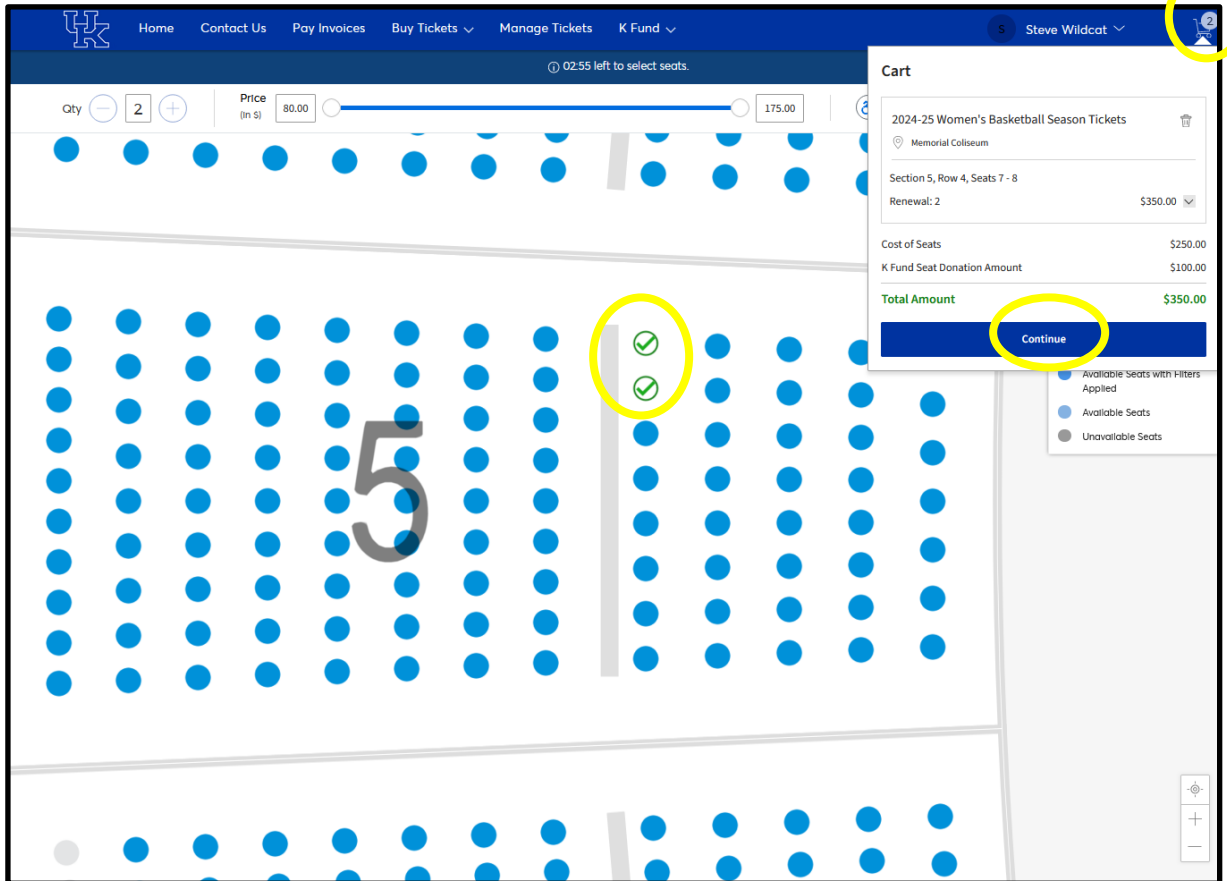 UK
Home Contact Us Pay Invoices Buy Tickets Manage Tickets K Fund S Steve Wildcat 2
02:55 left to select seats.
Qty 2 Price (in $) 80.00 175.00
Cart
2024-25 Women's Basketball Season Tickets
Memorial Coliseum
Section 5, Row 4, Seats 7 - 8
Renewal: 2 $350.00
Cost of Seats $250.00
K Fund Seat Donation Amount $100.00
Total Amount $350.00
Continue
Available Seats with Filters
Applied
Available Seats
Unavailable Seats
5